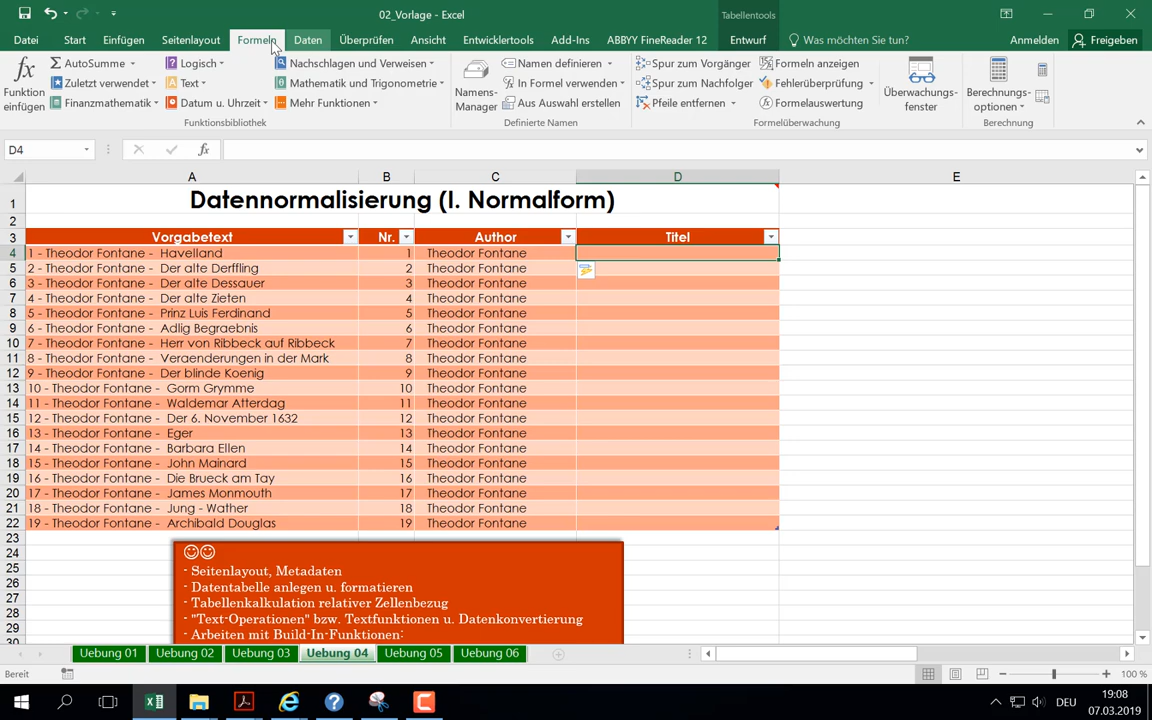 02_Vorlage - Excel
Tabellentools
Datei Start Einfügen Seitenlayout Formeln Daten Überprüfen Ansicht Entwicklertools Add-Ins ABBYY FineReader 12 Entwurf Was möchten Sie tun? Anmelden Freigeben
fx Funktion einfügen
AutoSumme
Zuletzt verwendet
Finanzmathematik
Logisch
Text
Datum u. Uhrzeit
Nachschlagen und Verweisen
Mathematik und Trigonometrie
Mehr Funktionen
Funktionsbibliothek
Namens-Manager
Namen definieren
In Formel verwenden
Aus Auswahl erstellen
Definierte Namen
Spur zum Vorgänger
Spur zum Nachfolger
Pfeile entfernen
Formeln anzeigen
Fehlerüberprüfung
Formelauswertung
Formelüberwachung
Überwachungs-
fenster
Berechnungs-
optionen
Berechnung
D4 fx
A B C D E
1 Datennormalisierung (I. Normalform)
2
3 Vorgabetext Nr. Author Titel
4 1 - Theodor Fontane - Havelland 1 Theodor Fontane
5 2 - Theodor Fontane - Der alte Derffling 2 Theodor Fontane
6 3 - Theodor Fontane - Der alte Dessauer 3 Theodor Fontane
7 4 - Theodor Fontane - Der alte Zieten 4 Theodor Fontane
8 5 - Theodor Fontane - Prinz Luis Ferdinand 5 Theodor Fontane
9 6 - Theodor Fontane - Adlig Begraebnis 6 Theodor Fontane
10 7 - Theodor Fontane - Herr von Ribbeck auf Ribbeck 7 Theodor Fontane
11 8 - Theodor Fontane - Veraenderungen in der Mark 8 Theodor Fontane
12 9 - Theodor Fontane - Der blinde Koenig 9 Theodor Fontane
13 10 - Theodor Fontane - Gorm Grymme 10 Theodor Fontane
14 11 - Theodor Fontane - Waldemar Atterdag 11 Theodor Fontane
15 12 - Theodor Fontane - Der 6. November 1632 12 Theodor Fontane
16 13 - Theodor Fontane - Eger 13 Theodor Fontane
17 14 - Theodor Fontane - Barbara Ellen 14 Theodor Fontane
18 15 - Theodor Fontane - John Mainard 15 Theodor Fontane
19 16 - Theodor Fontane - Die Brueck am Tay 16 Theodor Fontane
20 17 - Theodor Fontane - James Monmouth 17 Theodor Fontane
21 18 - Theodor Fontane - Jung - Wather 18 Theodor Fontane
22 19 - Theodor Fontane - Archibald Douglas 19 Theodor Fontane
23
24 ☺☺
25 - Seitenlayout, Metadaten
26 - Datentabelle anlegen u. formatieren
27 - Tabellenkalkulation relativer Zellenbezug
28 - "Text-Operationen" bzw. Textfunktionen u. Datenkonvertierung
29 - Arbeiten mit Build-In-Funktionen:
30
Uebung 01 Uebung 02 Uebung 03 Uebung 04 Uebung 05 Uebung 06
Bereit 100 %
DEU 19:08
07.03.2019